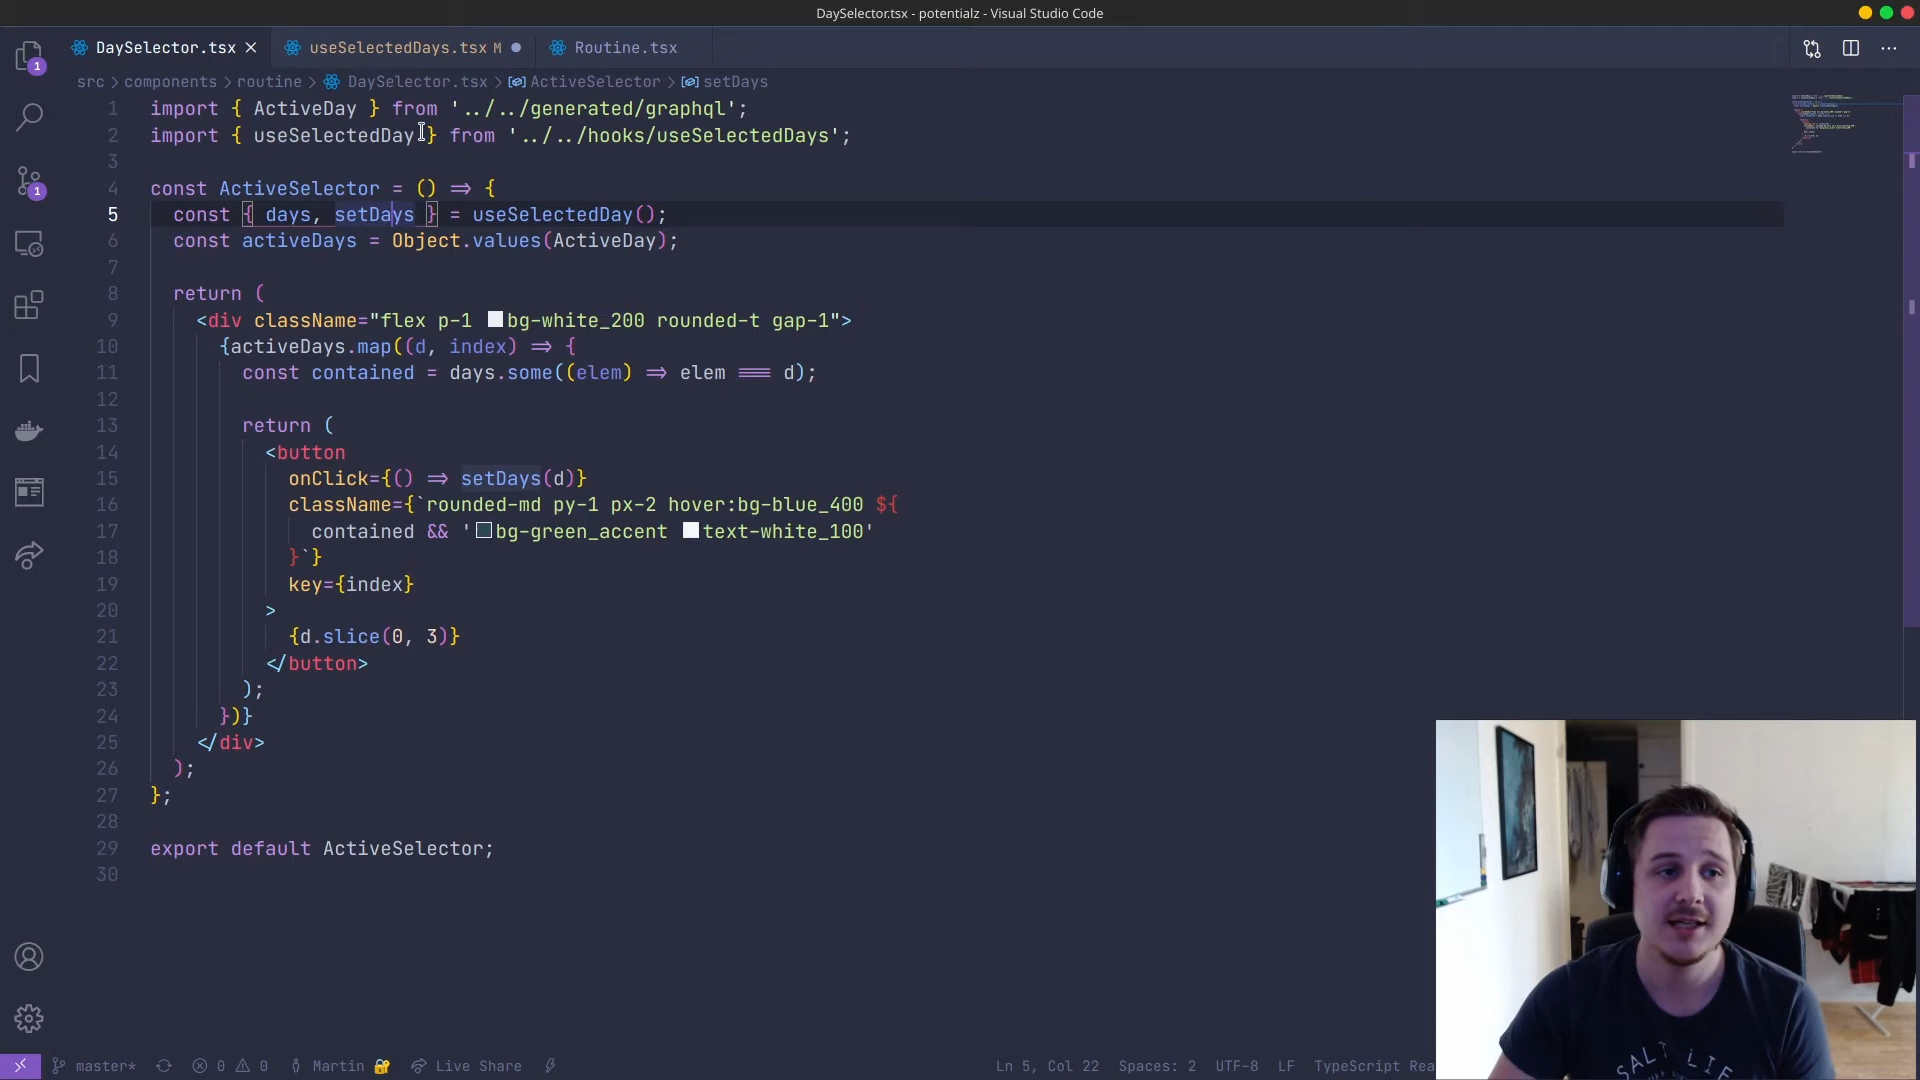 DaySelector.tsx - potentialz - Visual Studio Code
DaySelector.tsx
useSelectedDays.tsx M
Routine.tsx
src > components > routine > DaySelector.tsx > ActiveSelector > setDays
1 import { ActiveDay } from '../../generated/graphql';
2 import { useSelectedDay } from '../../hooks/useSelectedDays';
3
4 const ActiveSelector = () => {
5 const { days, setDays } = useSelectedDay();
6 const activeDays = Object.values(ActiveDay);
7
8 return (
9 <div className="flex p-1 bg-white_200 rounded-t gap-1">
10 {activeDays.map((d, index) => {
11 const contained = days.some((elem) => elem === d);
12
13 return (
14 <button
15 onClick={() => setDays(d)}
16 className={`rounded-md py-1 px-2 hover:bg-blue_400 ${
17 contained && 'bg-green_accent text-white_100'
18 }`}
19 key={index}
20 >
21 {d.slice(0, 3)}
22 </button>
23 );
24 })}
25 </div>
26 );
27 };
28
29 export default ActiveSelector;
30
1
1
master* 0 0 Martin Live Share Ln 5, Col 22 Spaces: 2 UTF-8 LF TypeScript Rea
SALT LIFE